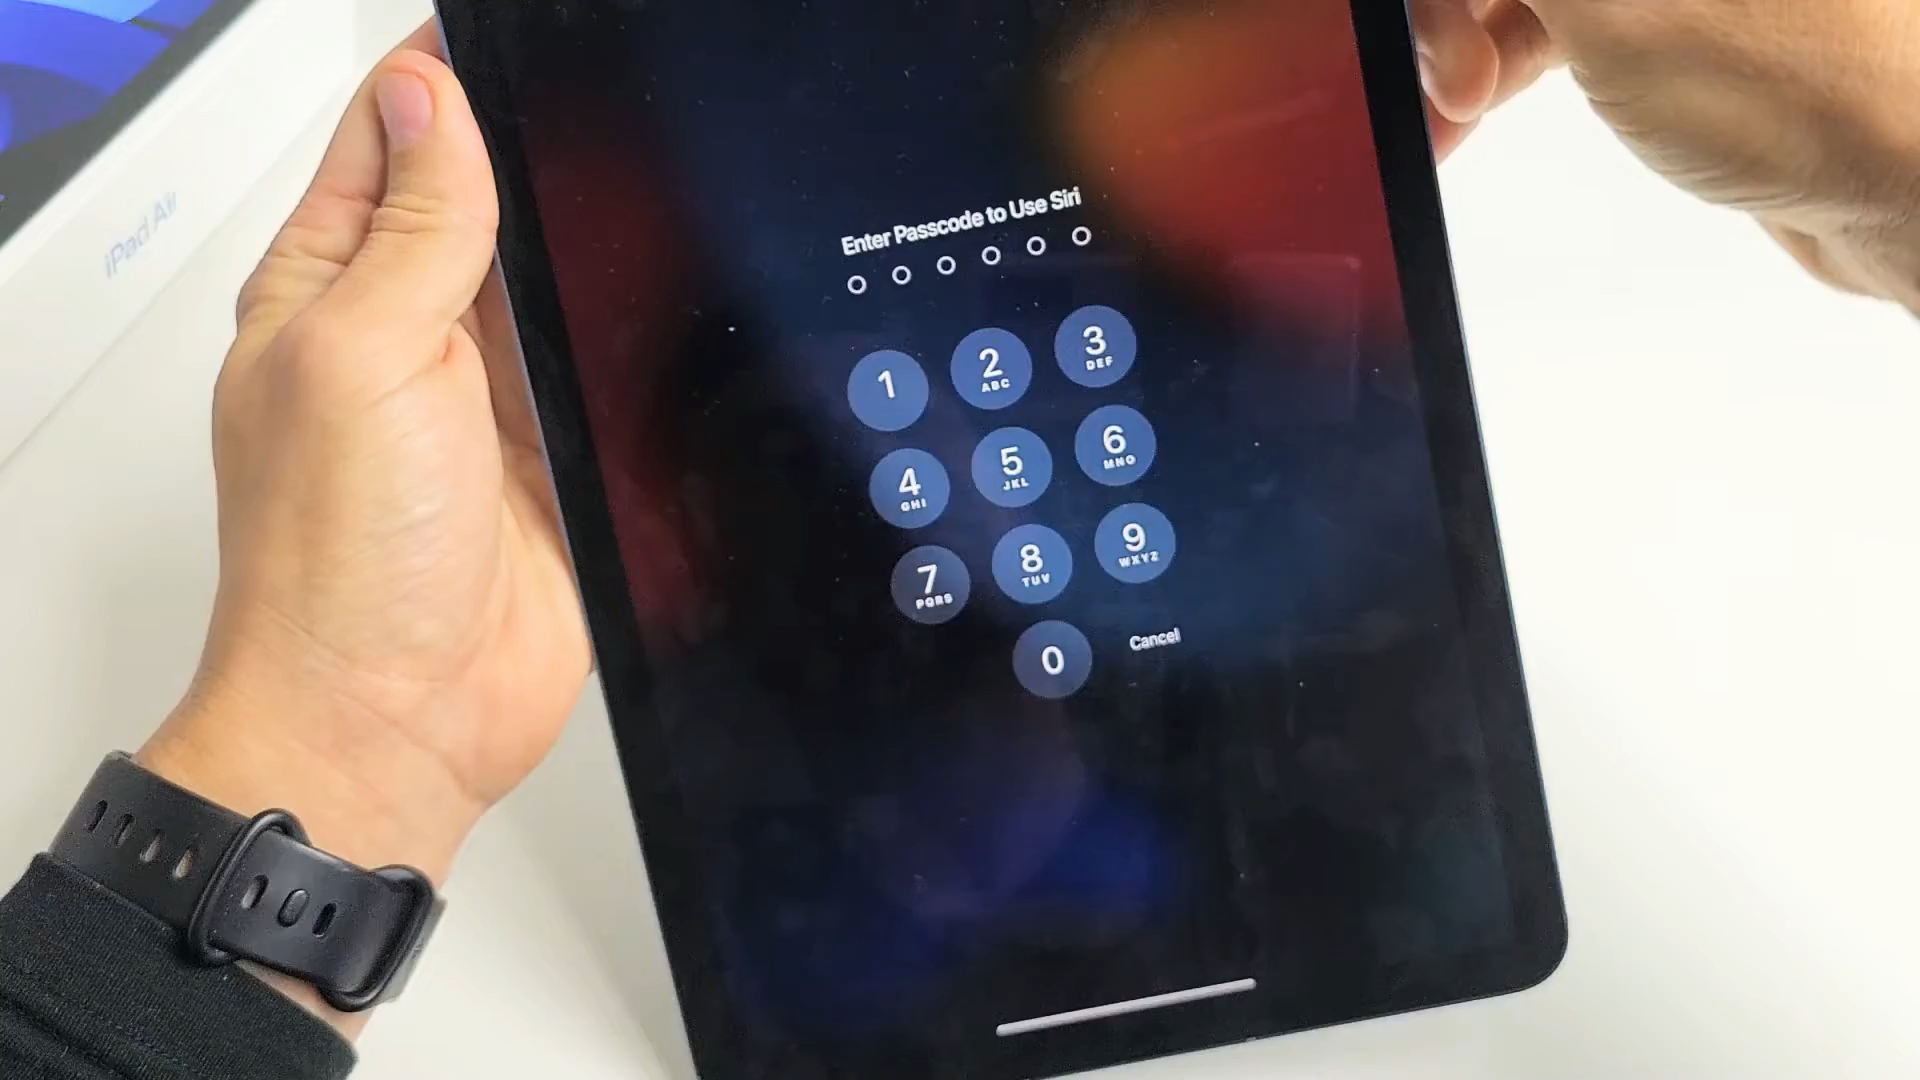 iPad Air
Enter Passcode to Use Siri
1
2
ABC
3
DEF
4
GHI
5
JKL
6
MNO
7
PQRS
8
TUV
9
WXYZ
0
Cancel